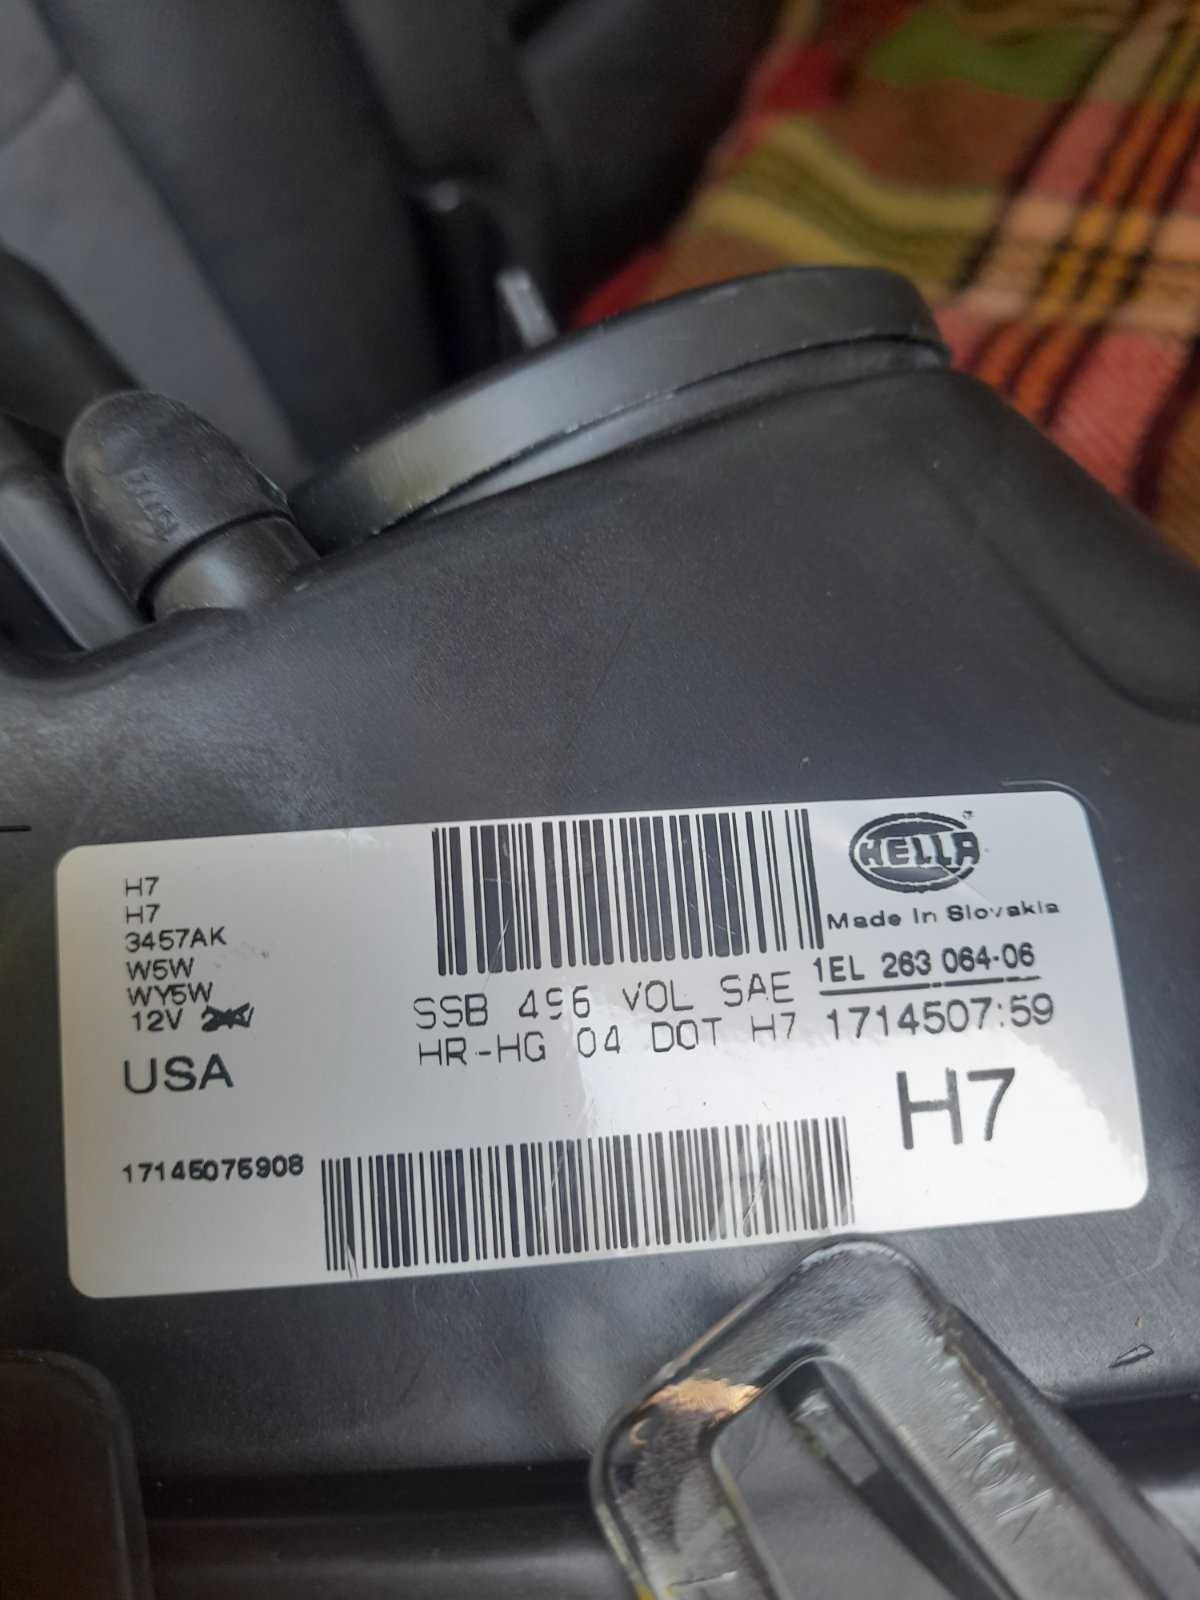 H7
H7
3457AK
W5W
WY5W
12V
USA
17145075908
SSB 496 VOL SAE
HR-HG 04 DOT H7
HELLA
Made In Slovakia
1EL 263 064-06
1714507:59
H7